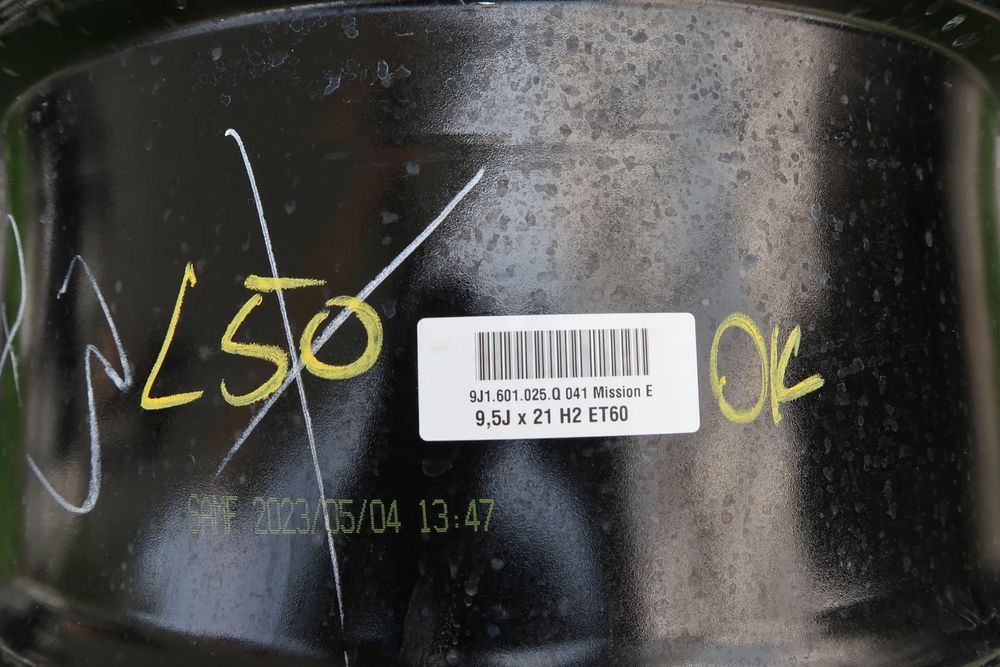 L50
9J1.601.025.Q 041 Mission E
9,5J x 21 H2 ET60
OK
SAMF 2023/05/04 13:47